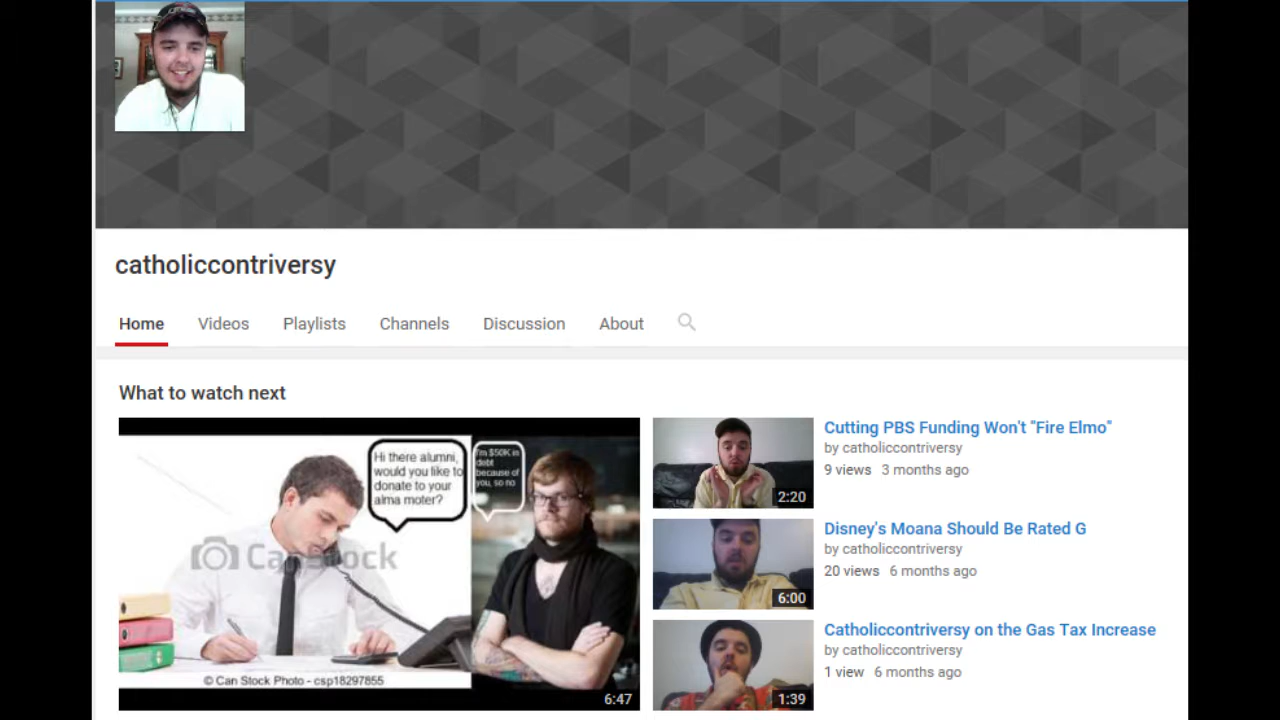 catholiccontriversy
Home Videos Playlists Channels Discussion About
What to watch next
Hi there alumni,
would you like to
donate to your
alma moter?
I'm $50K in
debt
because of
you, so no
CanStock
© Can Stock Photo - csp18297855
6:47
Cutting PBS Funding Won't "Fire Elmo"
by catholiccontriversy
9 views 3 months ago
2:20
Disney's Moana Should Be Rated G
by catholiccontriversy
20 views 6 months ago
6:00
Catholiccontriversy on the Gas Tax Increase
by catholiccontriversy
1 view 6 months ago
1:39